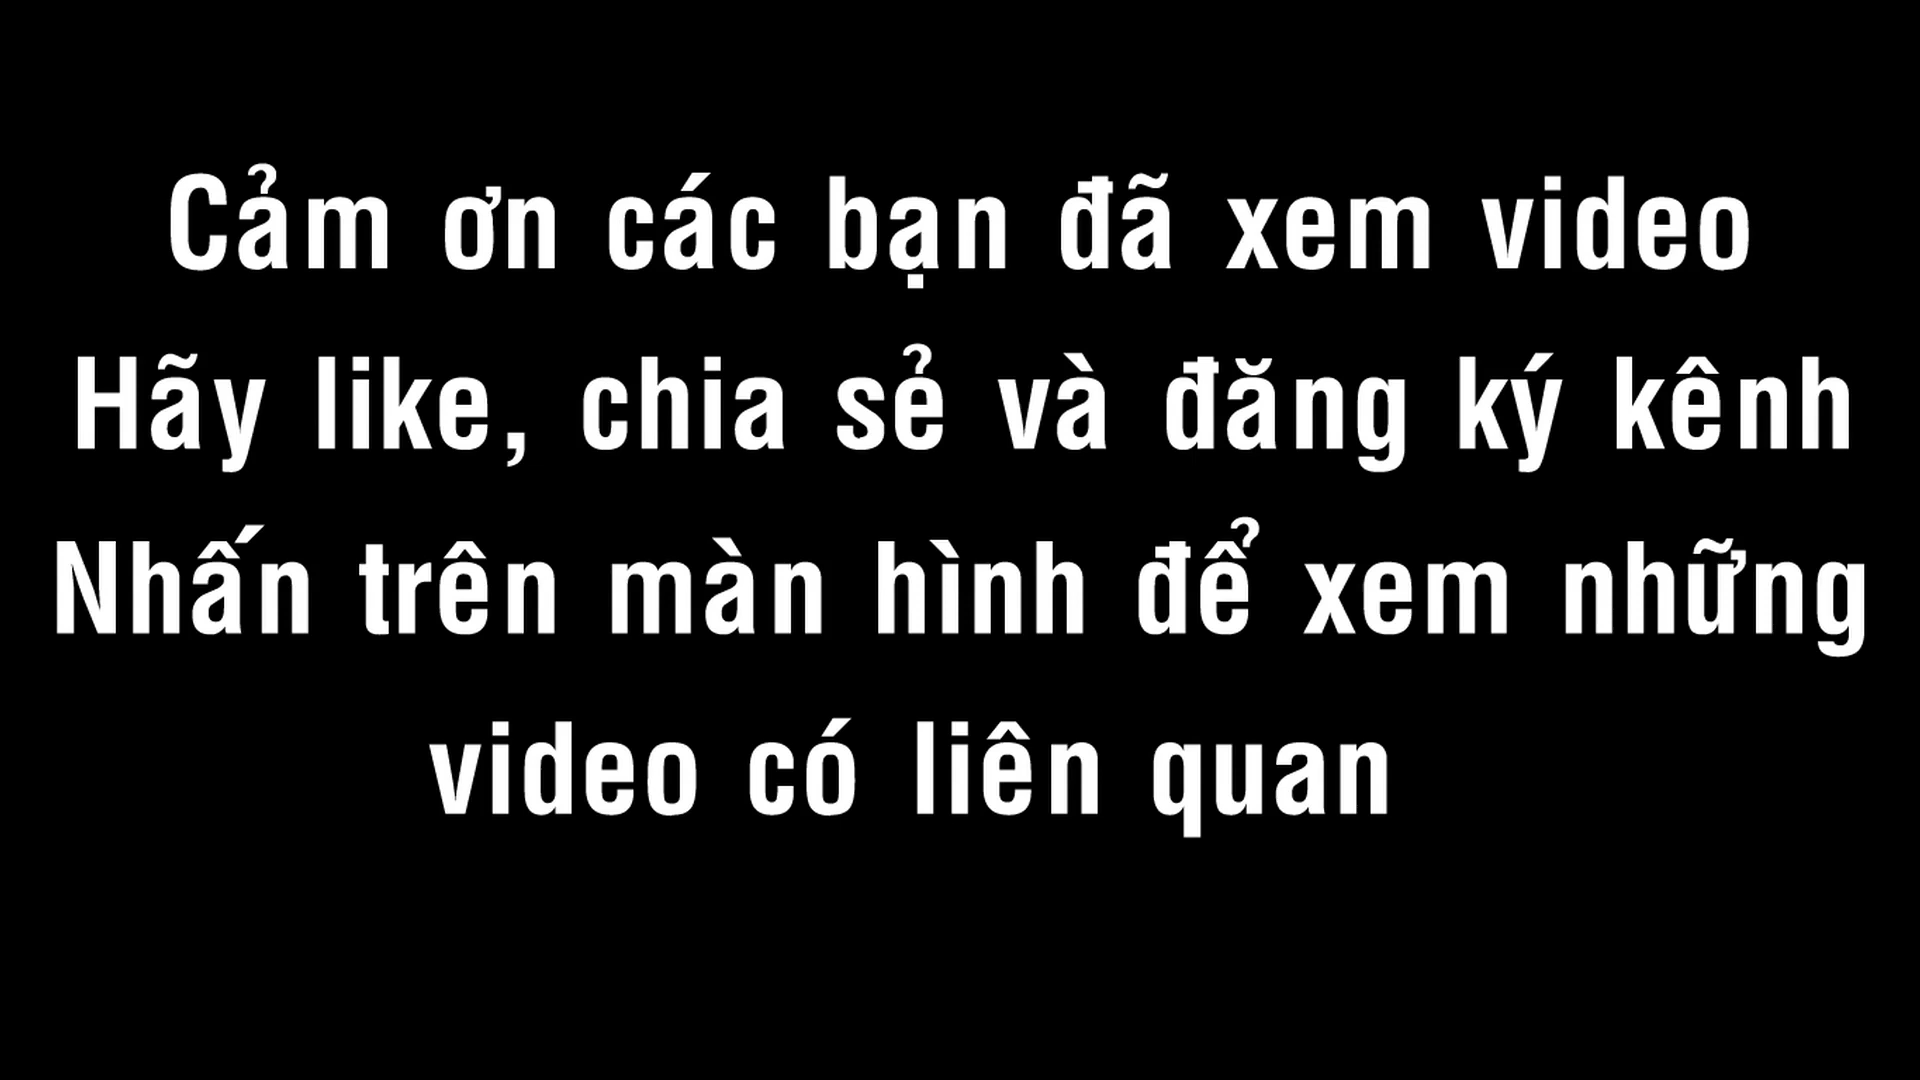 Cảm ơn các bạn đã xem video
Hãy like, chia sẻ và đăng ký kênh
Nhấn trên màn hình để xem những
video có liên quan